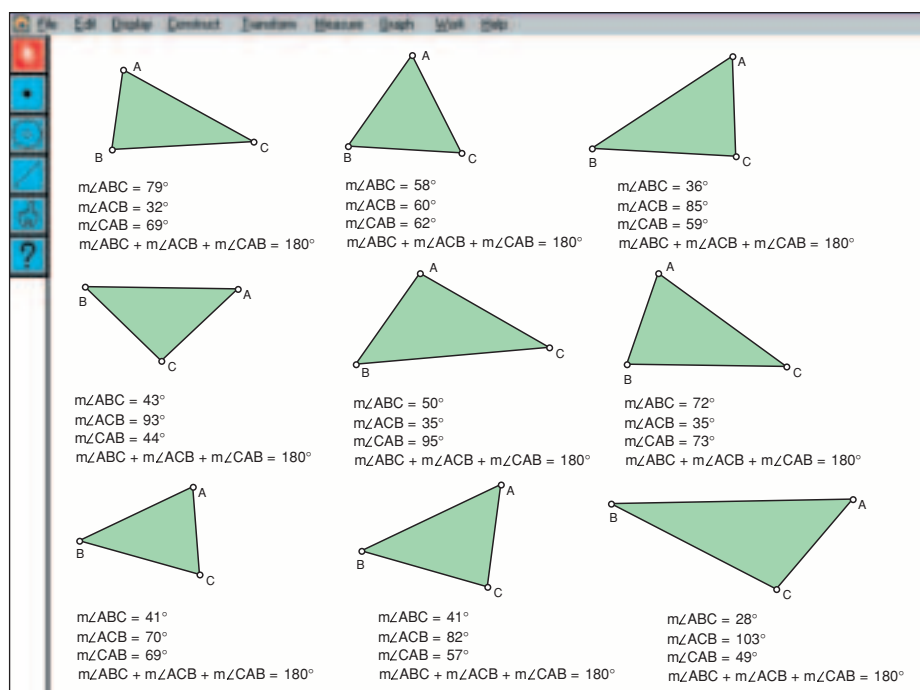 File Edit Display Construct Transform Measure Graph Work Help
A
B
C
m∠ABC = 79°
m∠ACB = 32°
m∠CAB = 69°
m∠ABC + m∠ACB + m∠CAB = 180°
A
B
C
m∠ABC = 58°
m∠ACB = 60°
m∠CAB = 62°
m∠ABC + m∠ACB + m∠CAB = 180°
A
B
C
m∠ABC = 36°
m∠ACB = 85°
m∠CAB = 59°
m∠ABC + m∠ACB + m∠CAB = 180°
B
A
C
m∠ABC = 43°
m∠ACB = 93°
m∠CAB = 44°
m∠ABC + m∠ACB + m∠CAB = 180°
A
C
B
m∠ABC = 50°
m∠ACB = 35°
m∠CAB = 95°
m∠ABC + m∠ACB + m∠CAB = 180°
A
B
C
m∠ABC = 72°
m∠ACB = 35°
m∠CAB = 73°
m∠ABC + m∠ACB + m∠CAB = 180°
A
B
C
m∠ABC = 41°
m∠ACB = 70°
m∠CAB = 69°
m∠ABC + m∠ACB + m∠CAB = 180°
A
B
C
m∠ABC = 41°
m∠ACB = 82°
m∠CAB = 57°
m∠ABC + m∠ACB + m∠CAB = 180°
B
A
C
m∠ABC = 28°
m∠ACB = 103°
m∠CAB = 49°
m∠ABC + m∠ACB + m∠CAB = 180°
?